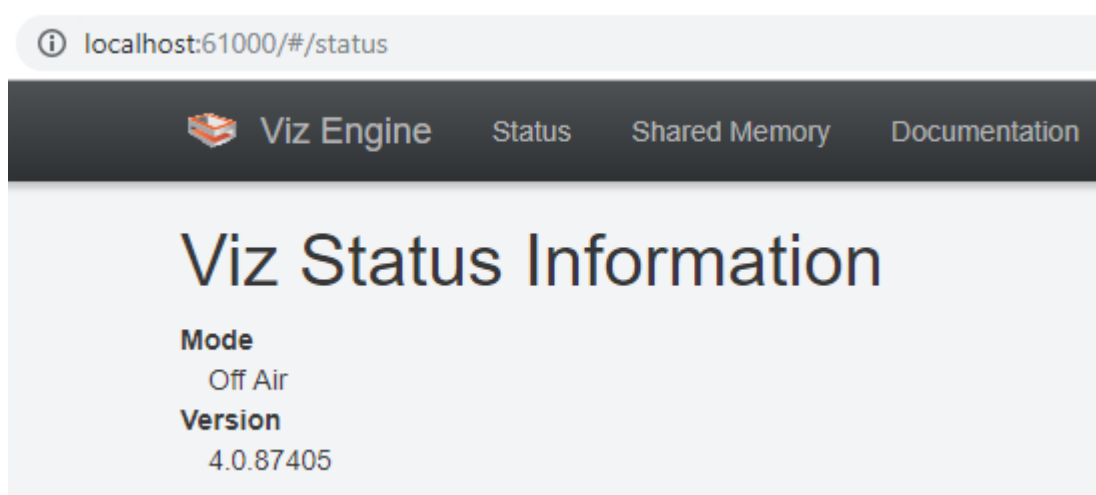 localhost:61000/#/status
Viz Engine Status Shared Memory Documentation
Viz Status Information
Mode
Off Air
Version
4.0.87405